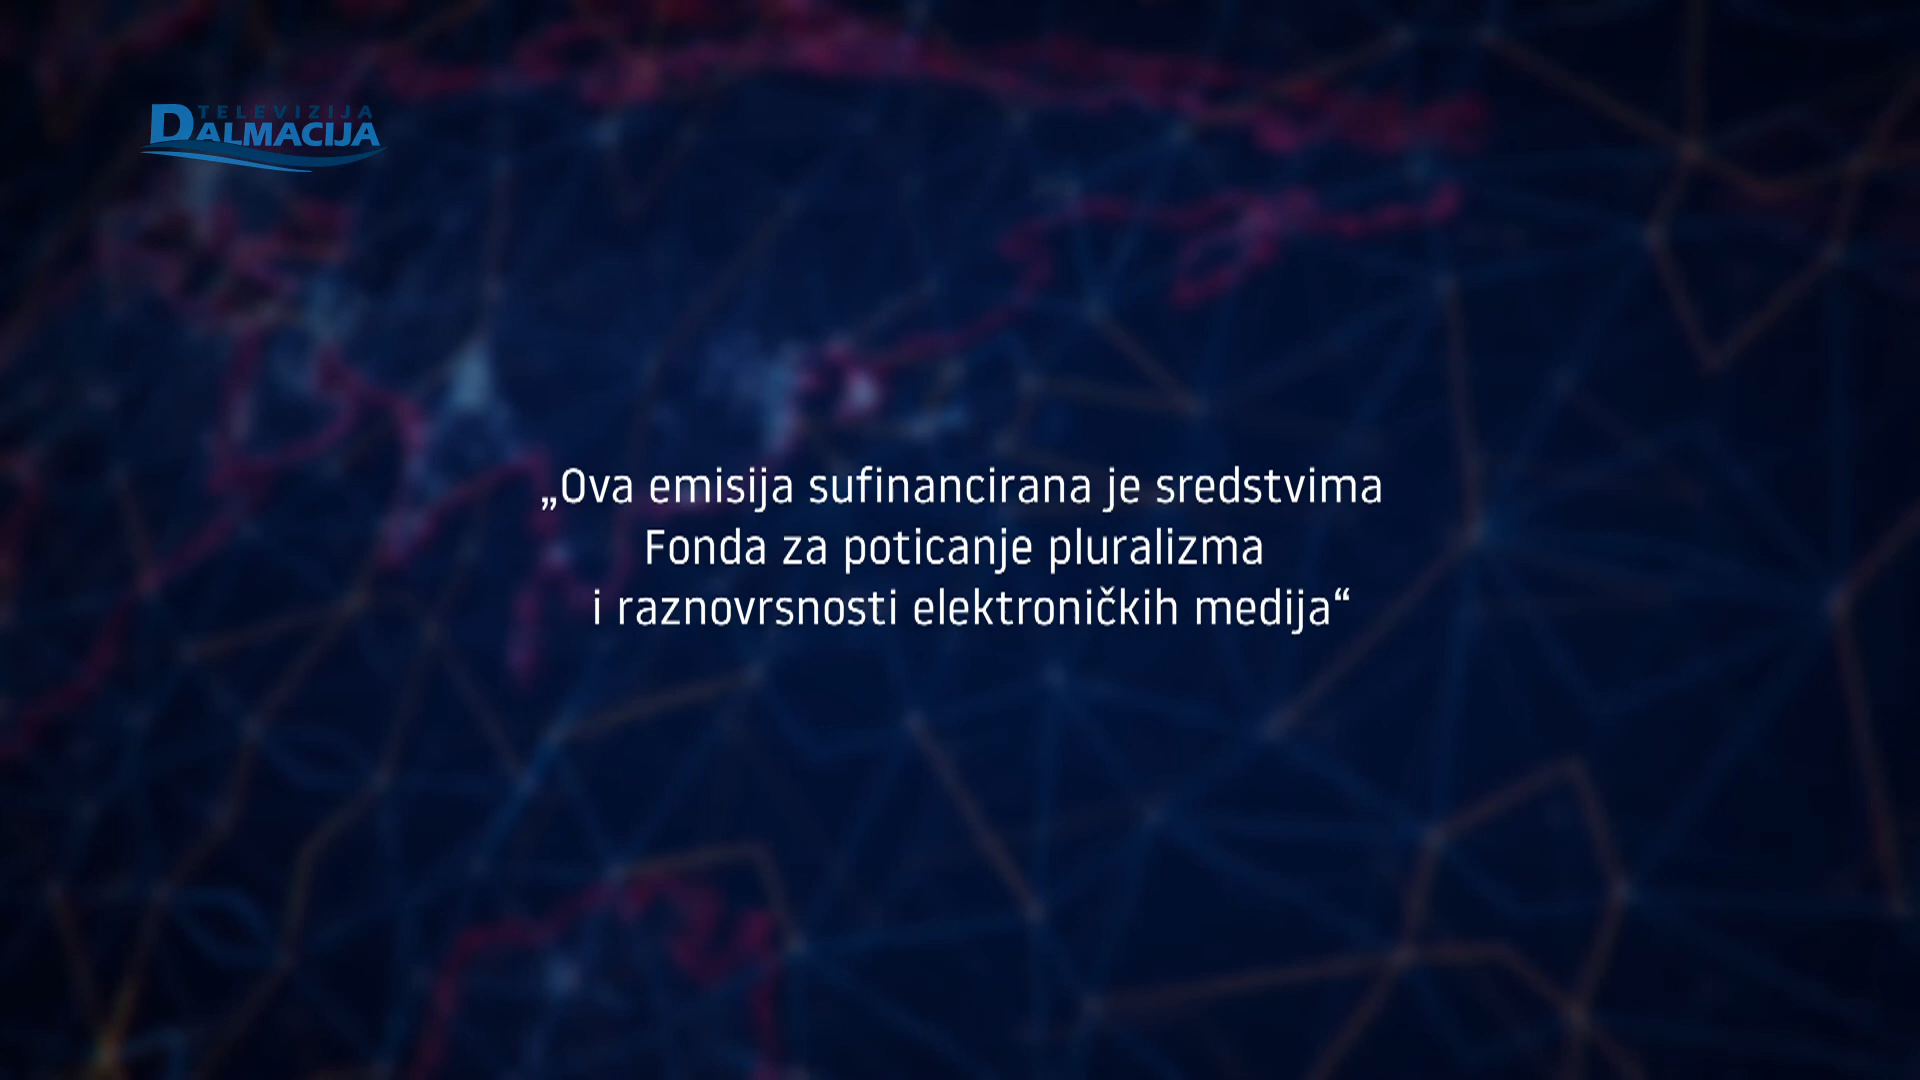 TELEVIZIJA
DALMACIJA
„Ova emisija sufinancirana je sredstvima
Fonda za poticanje pluralizma
i raznovrsnosti elektroničkih medija“